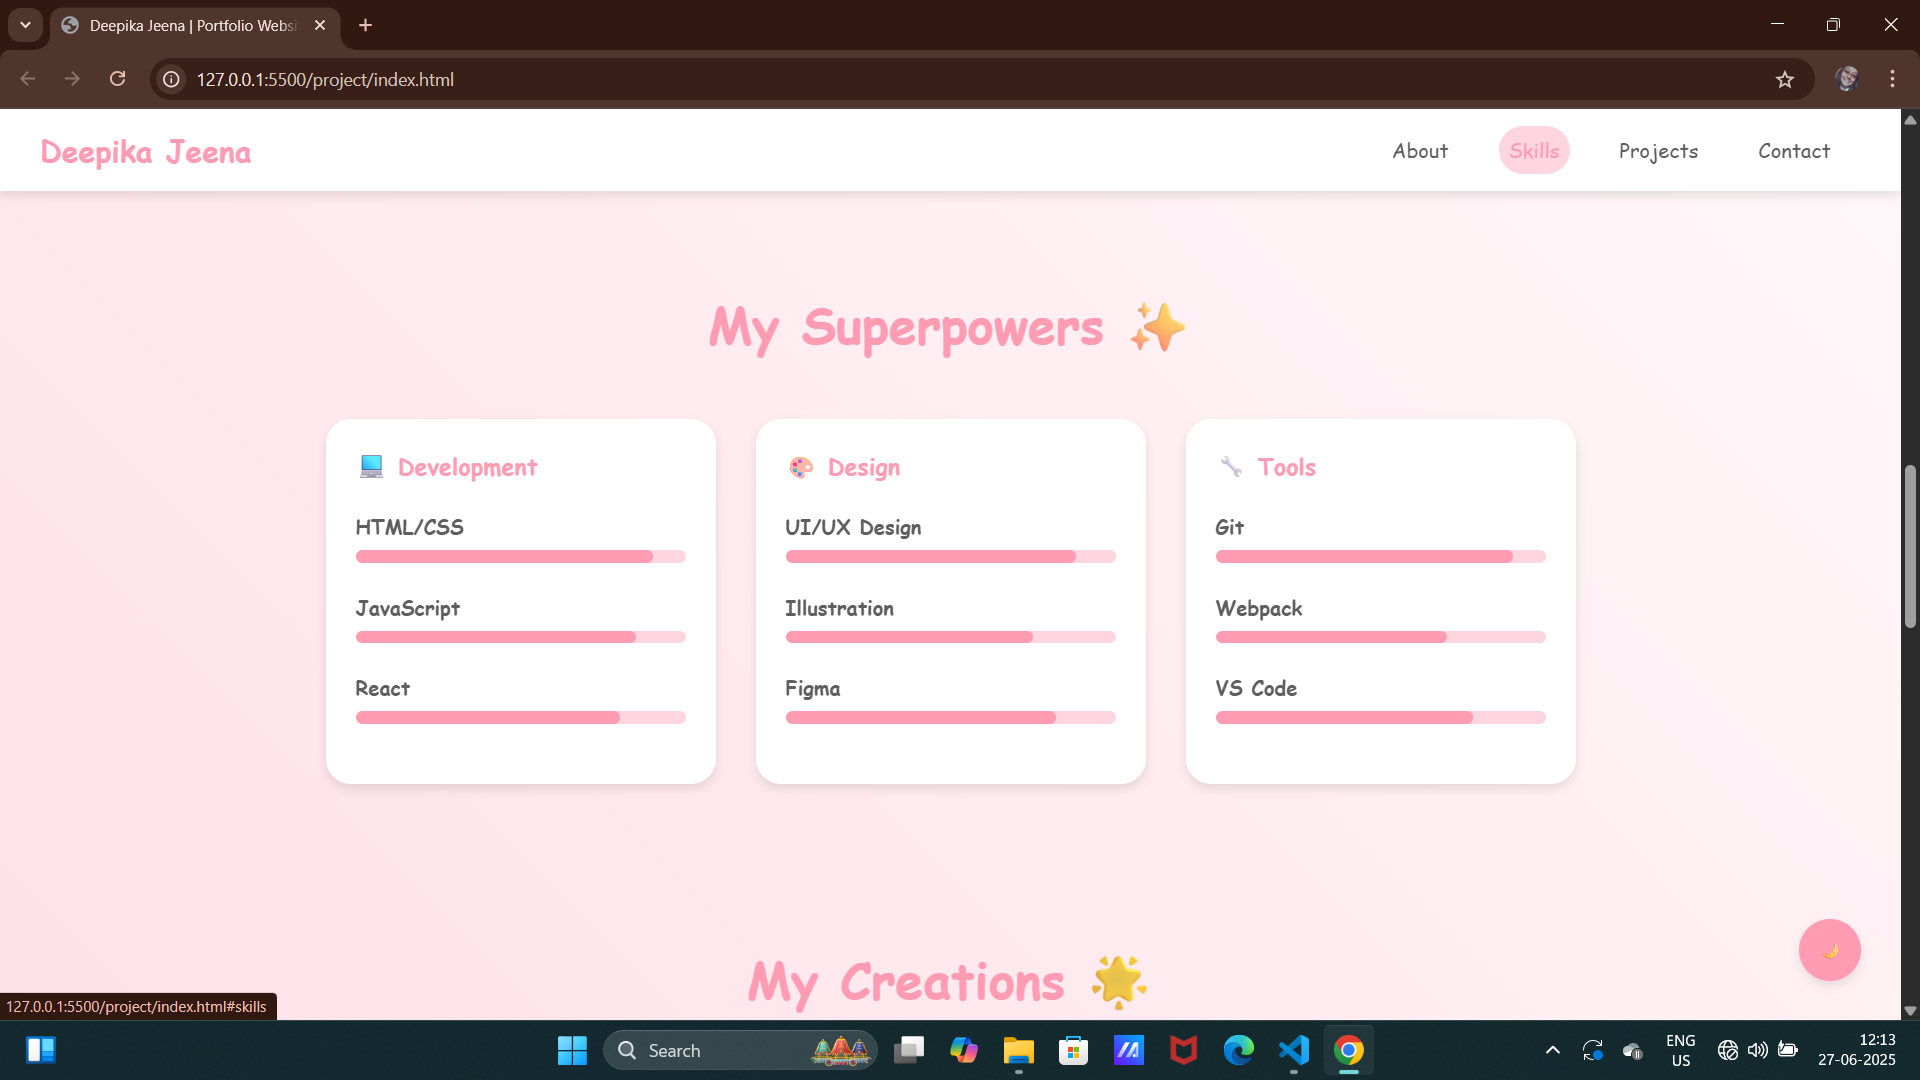 Deepika Jeena | Portfolio Websi
127.0.0.1:5500/project/index.html
Deepika Jeena
About
Skills
Projects
Contact
My Superpowers ✨
💻 Development
HTML/CSS
JavaScript
React
🎨 Design
UI/UX Design
Illustration
Figma
🔧 Tools
Git
Webpack
VS Code
My Creations 🌟
127.0.0.1:5500/project/index.html#skills
Search
ENG
US
12:13
27-06-2025